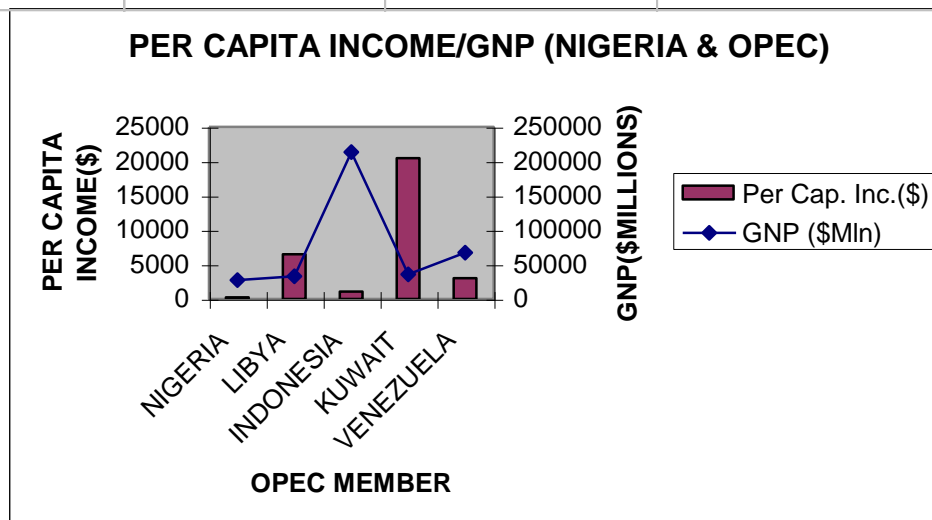 PER CAPITA INCOME/GNP (NIGERIA & OPEC)
PER CAPITA
INCOME($)
25000
20000
15000
10000
5000
0
250000
200000
150000
100000
50000
0
GNP($MILLIONS)
NIGERIA
LIBYA
INDONESIA
KUWAIT
VENEZUELA
OPEC MEMBER
Per Cap. Inc.($)
GNP ($Mln)